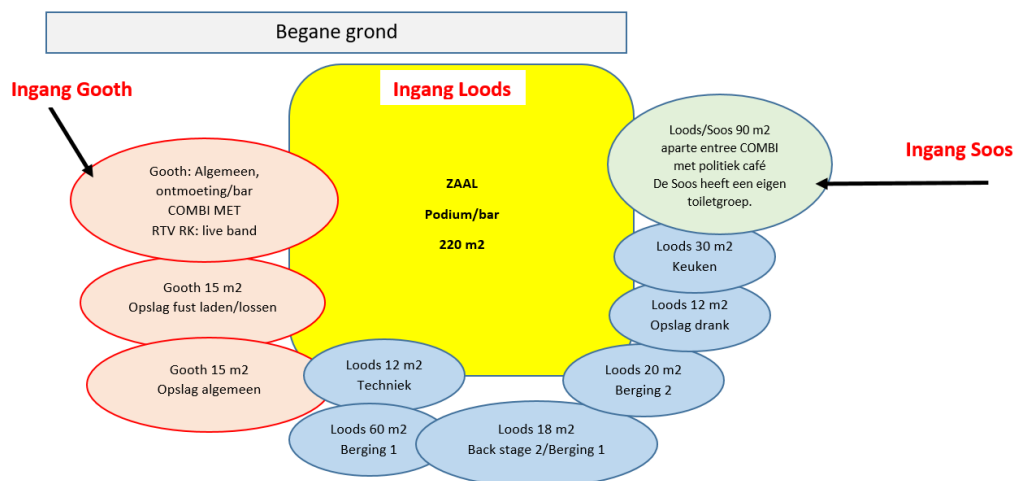 Begane grond
Ingang Gooth
Ingang Loods
Ingang Soos
Gooth: Algemeen,
ontmoeting/bar
COMBI MET
RTV RK: live band
ZAAL
Podium/bar
220 m2
Loods/Soos 90 m2
aparte entree COMBI
met politiek café
De Soos heeft een eigen
toiletgroep.
Loods 30 m2
Keuken
Gooth 15 m2
Opslag fust laden/lossen
Loods 12 m2
Opslag drank
Gooth 15 m2
Opslag algemeen
Loods 12 m2
Techniek
Loods 20 m2
Berging 2
Loods 60 m2
Berging 1
Loods 18 m2
Back stage 2/Berging 1